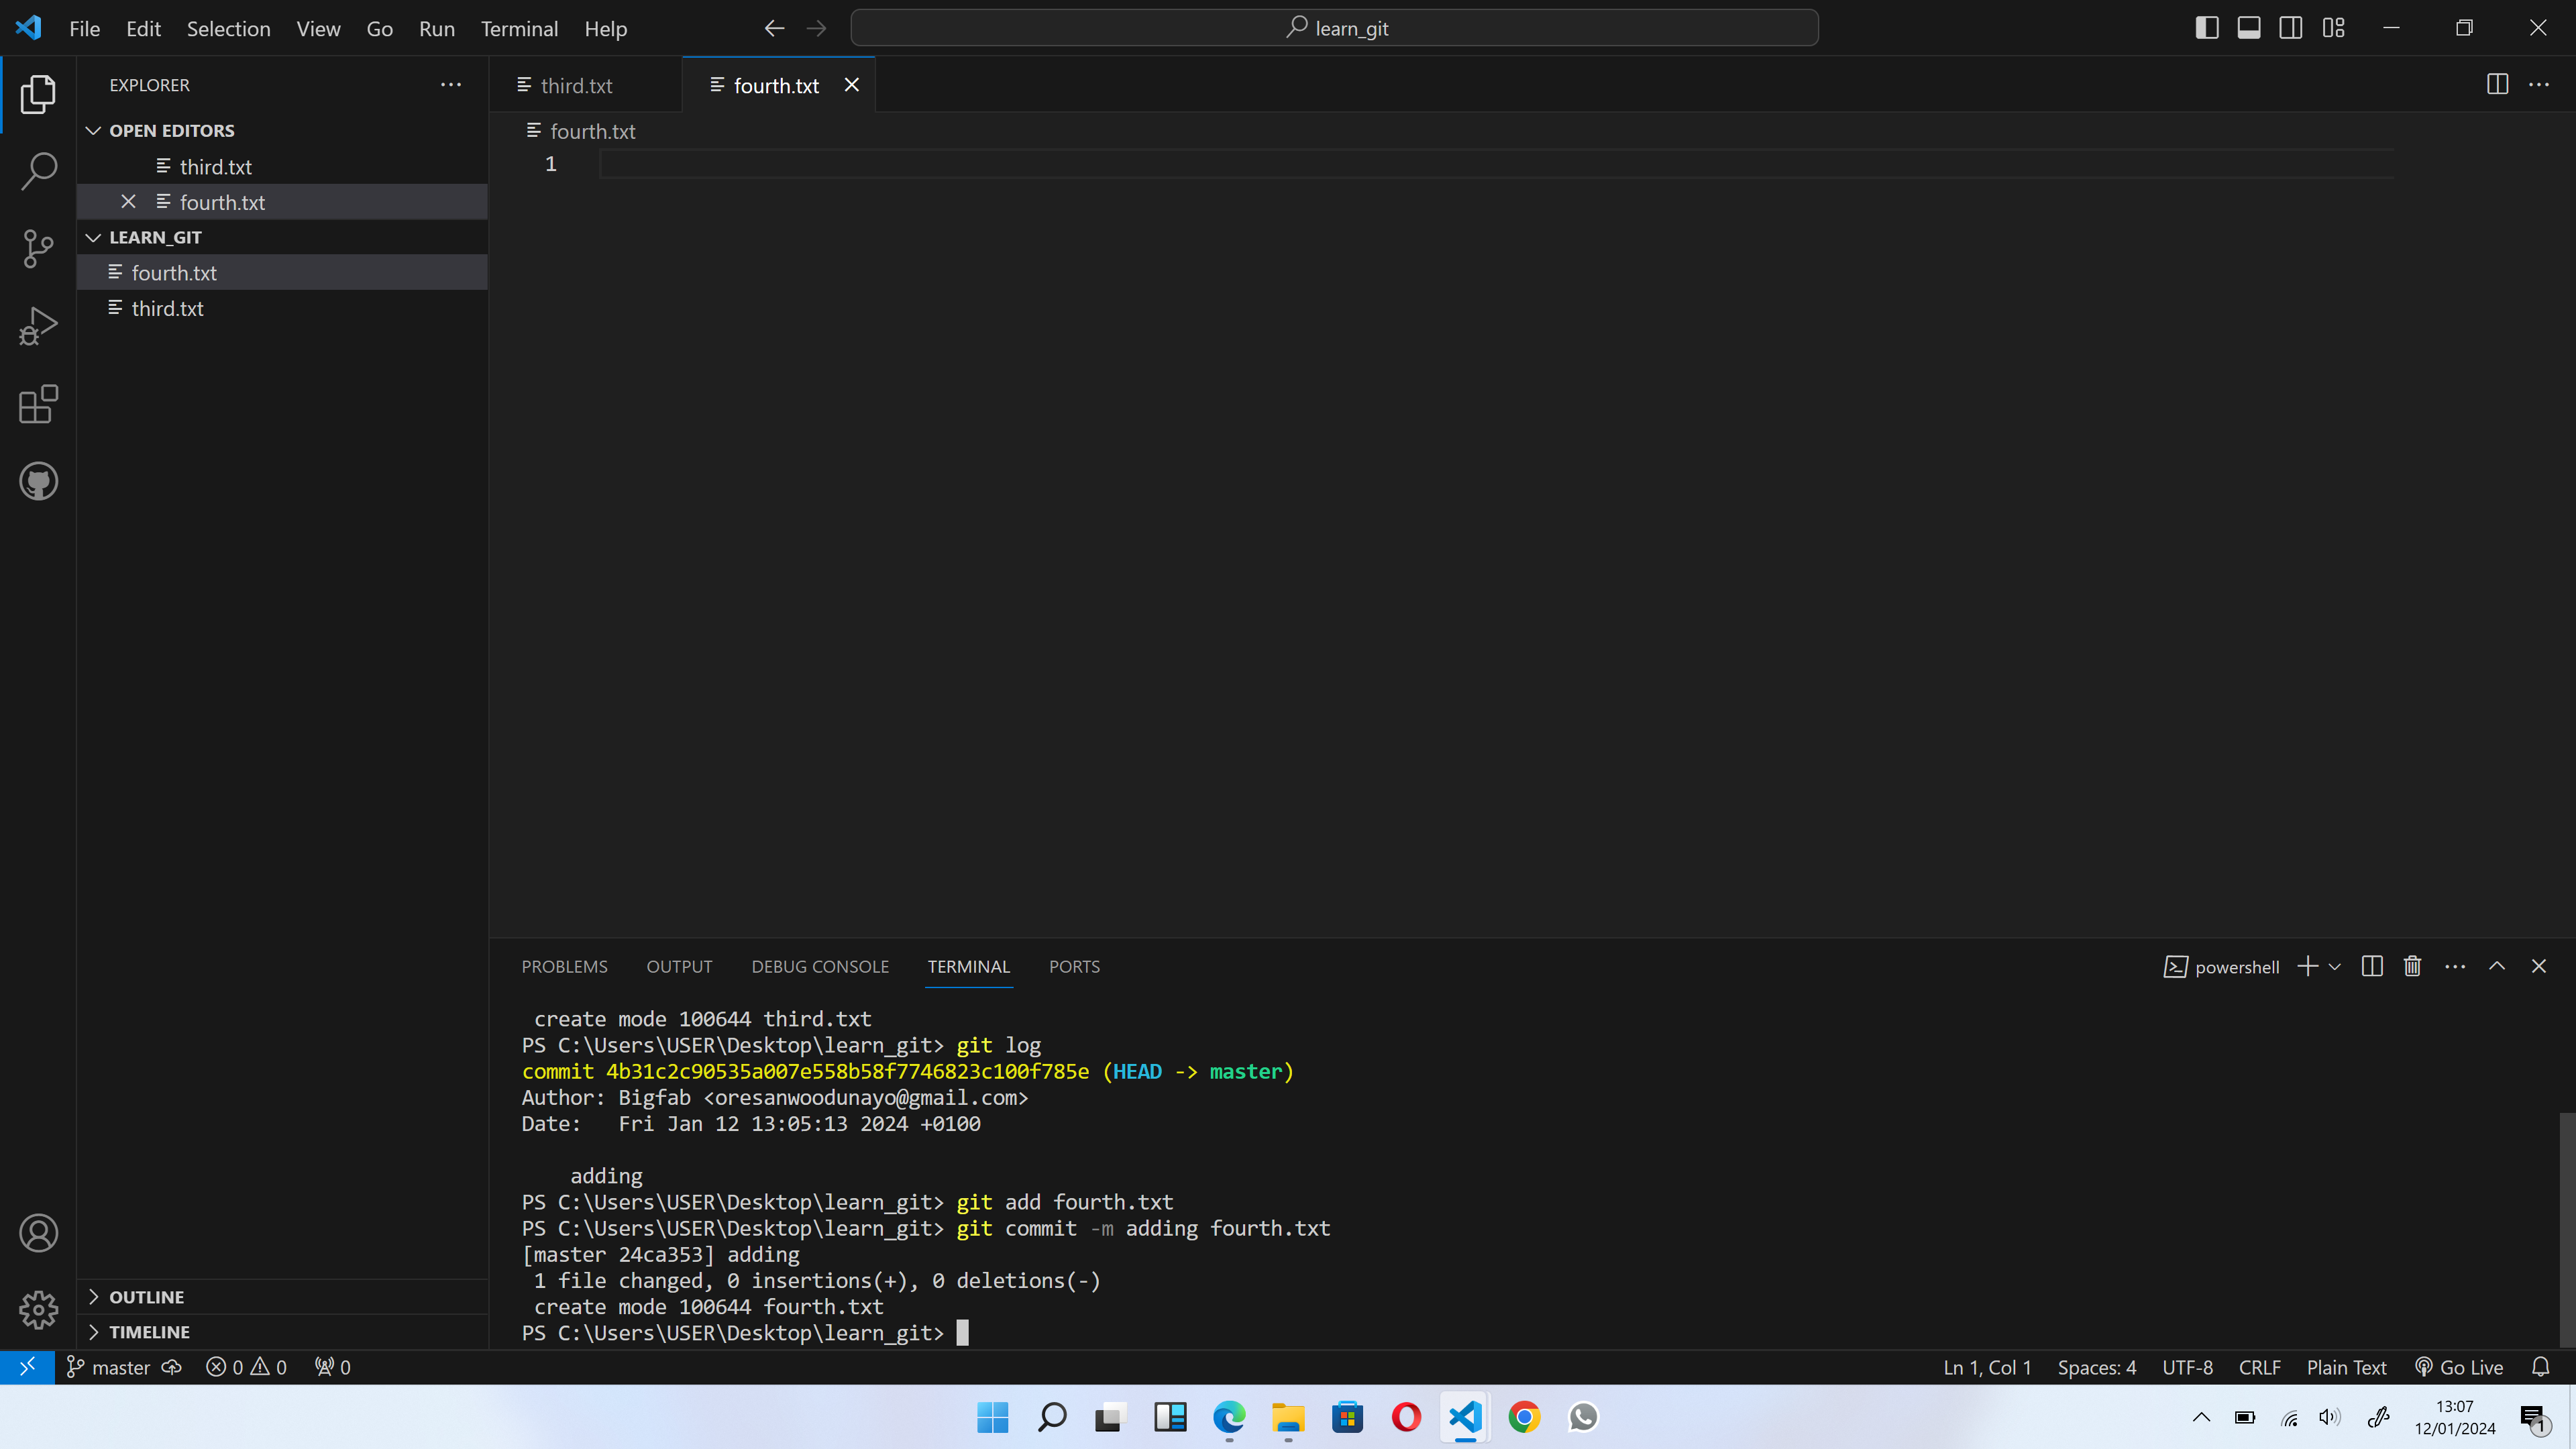 File Edit Selection View Go Run Terminal Help
learn_git
EXPLORER
OPEN EDITORS
third.txt
fourth.txt
LEARN_GIT
fourth.txt
third.txt
OUTLINE
TIMELINE
third.txt
fourth.txt
fourth.txt
1
PROBLEMS OUTPUT DEBUG CONSOLE TERMINAL PORTS
powershell
create mode 100644 third.txt
PS C:\Users\USER\Desktop\learn_git> git log
commit 4b31c2c90535a007e558b58f7746823c100f785e (HEAD -> master)
Author: Bigfab <oresanwoodunayo@gmail.com>
Date:   Fri Jan 12 13:05:13 2024 +0100
adding
PS C:\Users\USER\Desktop\learn_git> git add fourth.txt
PS C:\Users\USER\Desktop\learn_git> git commit -m adding fourth.txt
[master 24ca353] adding
1 file changed, 0 insertions(+), 0 deletions(-)
create mode 100644 fourth.txt
PS C:\Users\USER\Desktop\learn_git>
master 0 0 0
Ln 1, Col 1 Spaces: 4 UTF-8 CRLF Plain Text Go Live
13:07
12/01/2024
1